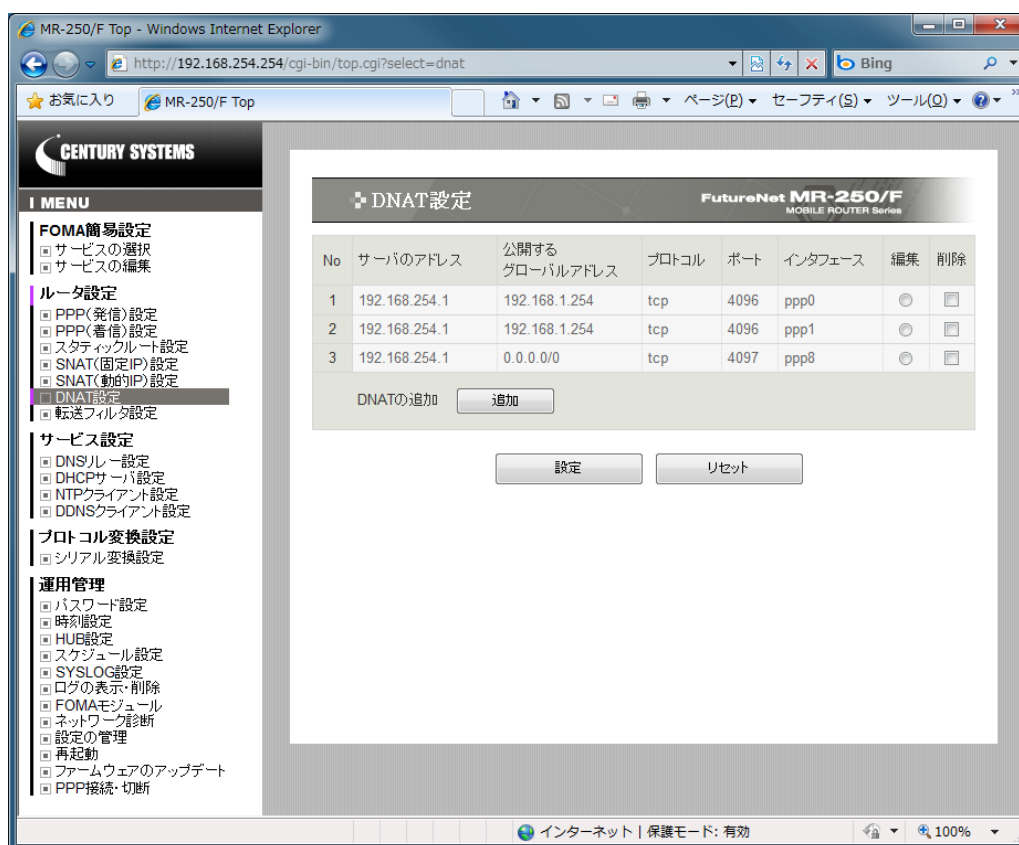 MR-250/F Top - Windows Internet Explorer
http://192.168.254.254/cgi-bin/top.cgi?select=dnat
Bing
お気に入り
MR-250/F Top
ページ(P)
セーフティ(S)
ツール(O)
CENTURY SYSTEMS
MENU
FOMA簡易設定
サービスの選択
サービスの編集
ルータ設定
PPP(発信)設定
PPP(着信)設定
スタティックルート設定
SNAT(固定IP)設定
SNAT(動的IP)設定
DNAT設定
転送フィルタ設定
サービス設定
DNSリレー設定
DHCPサーバ設定
NTPクライアント設定
DDNSクライアント設定
プロトコル変換設定
シリアル変換設定
運用管理
パスワード設定
時刻設定
HUB設定
スケジュール設定
SYSLOG設定
ログの表示・削除
FOMAモジュール
ネットワーク診断
設定の管理
再起動
ファームウェアのアップデート
PPP接続・切断
DNAT設定
FutureNet MR-250/F
MOBILE ROUTER Series
No サーバのアドレス 公開するグローバルアドレス プロトコル ポート インタフェース 編集 削除
1 192.168.254.1 192.168.1.254 tcp 4096 ppp0
2 192.168.254.1 192.168.1.254 tcp 4096 ppp1
3 192.168.254.1 0.0.0.0/0 tcp 4097 ppp8
DNATの追加 追加
設定 リセット
インターネット | 保護モード: 有効
100%